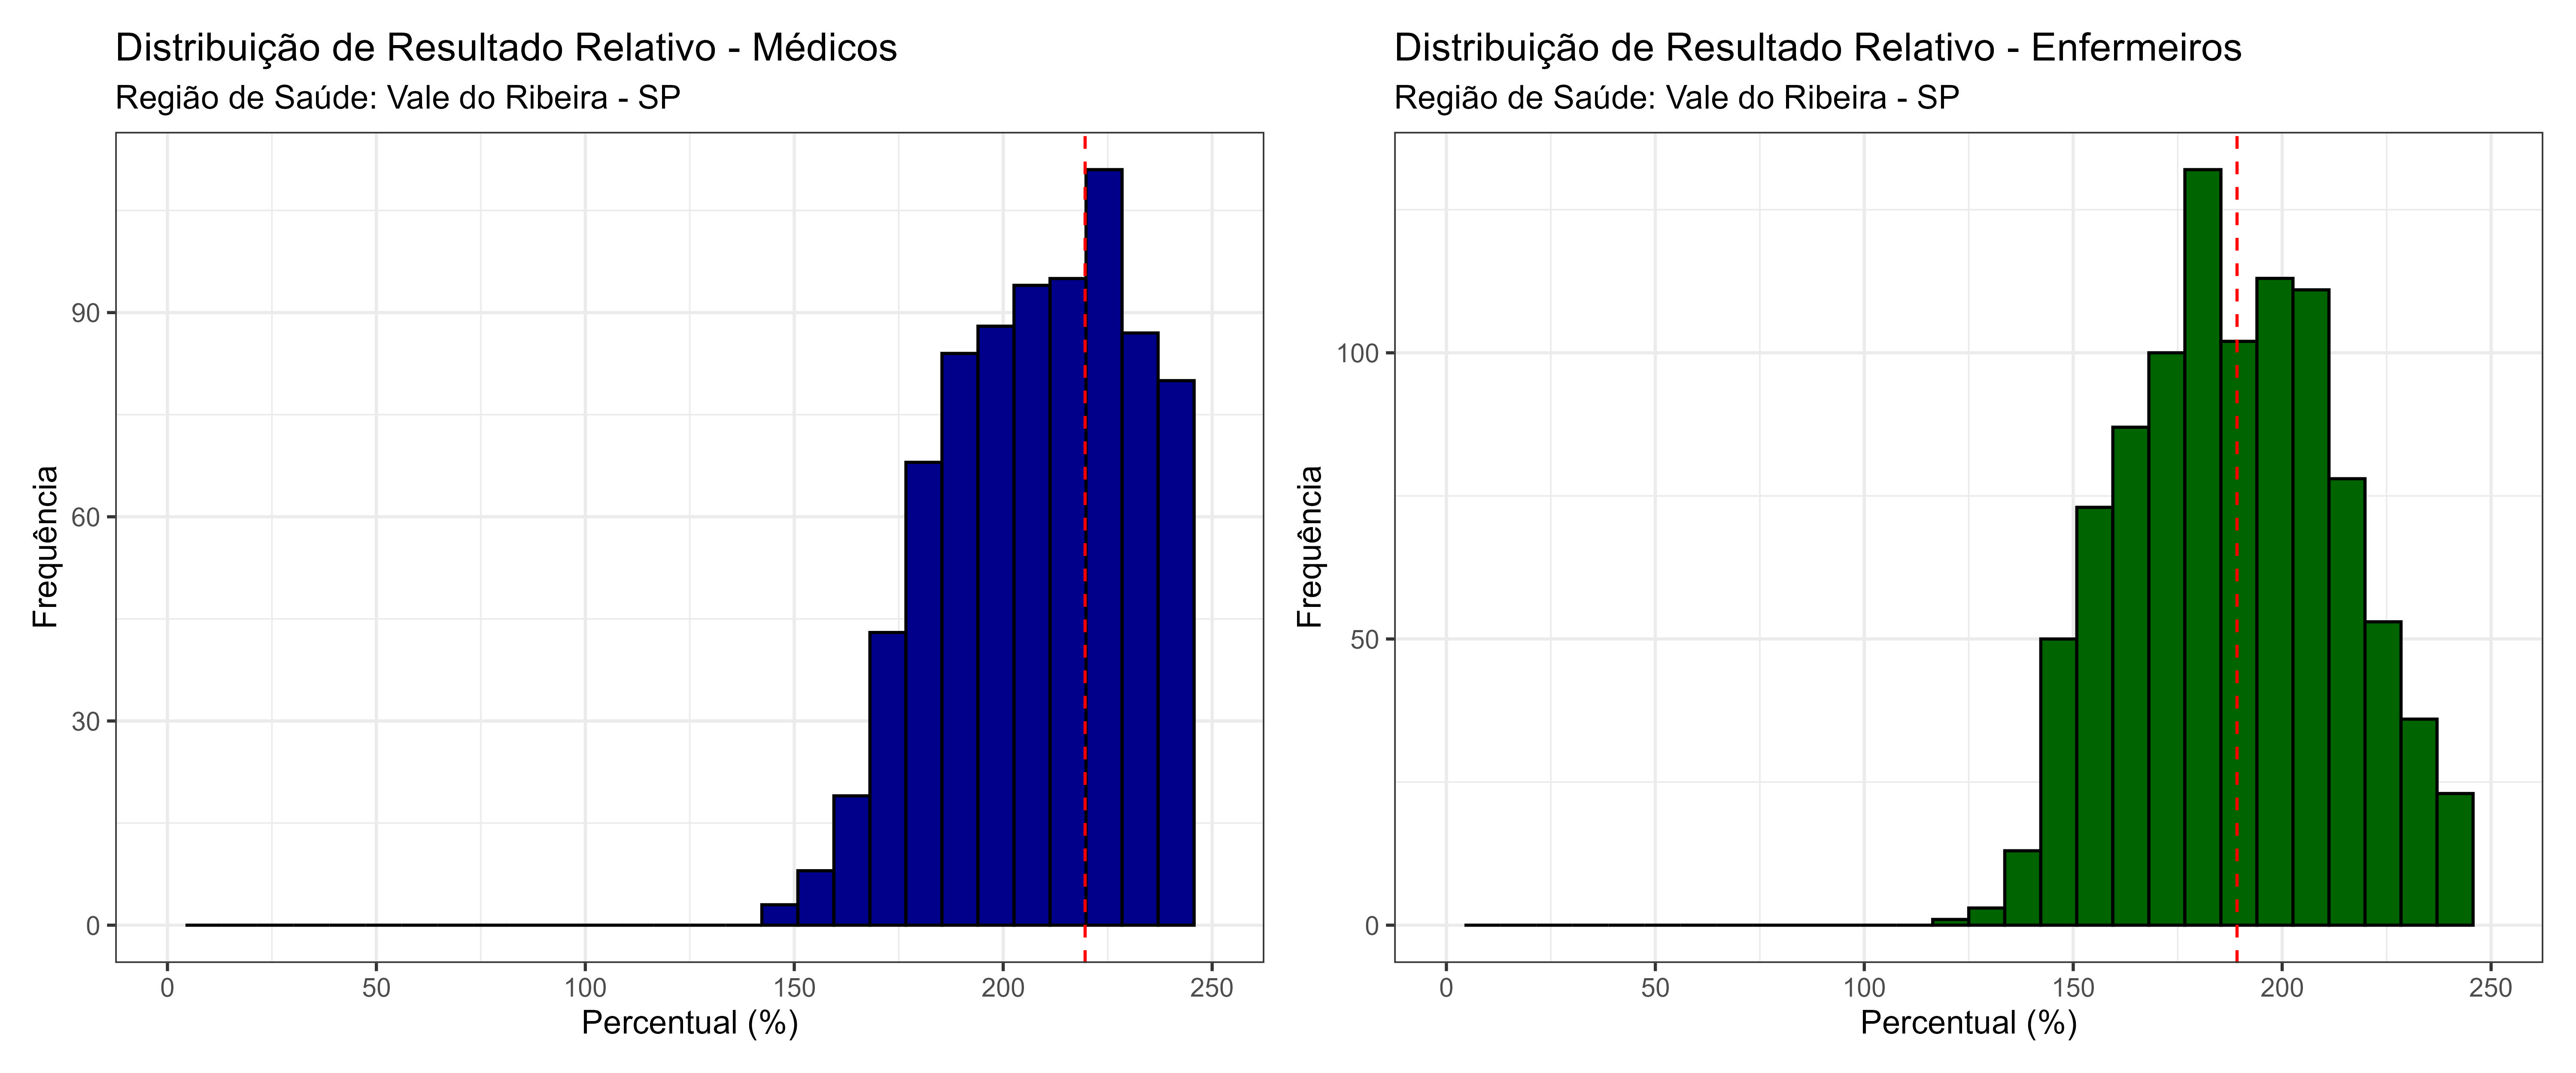 Distribuição de Resultado Relativo - Médicos
Região de Saúde: Vale do Ribeira - SP
Frequência
90
60
30
0
0 50 100 150 200 250
Percentual (%)
Distribuição de Resultado Relativo - Enfermeiros
Região de Saúde: Vale do Ribeira - SP
Frequência
100
50
0
0 50 100 150 200 250
Percentual (%)